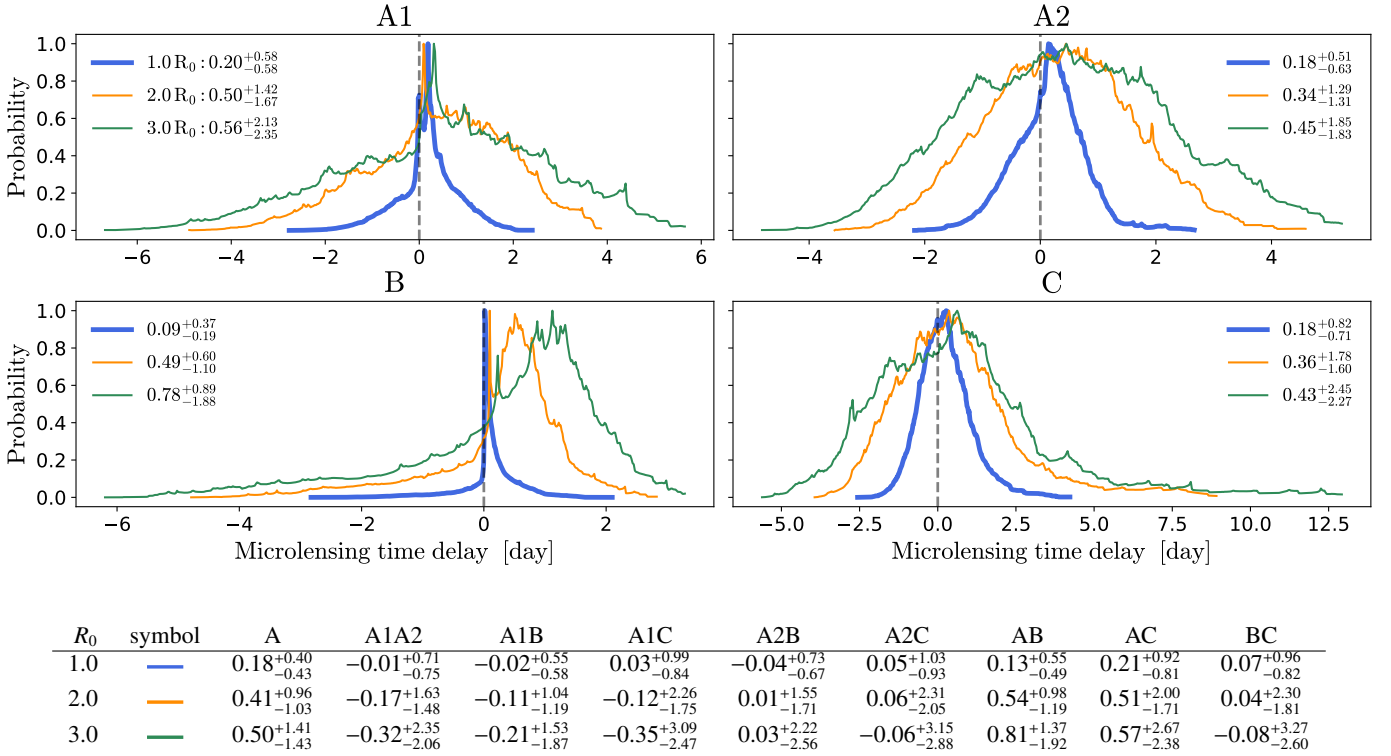 A1
A2
Probability
1.0
0.8
0.6
0.4
0.2
0.0
1.0 R₀ : 0.20 +0.58 −0.58
2.0 R₀ : 0.50 +1.42 −1.67
3.0 R₀ : 0.56 +2.13 −2.35
0.18 +0.51 −0.63
0.34 +1.29 −1.31
0.45 +1.85 −1.83
−6 −4 −2 0 2 4 6
−4 −2 0 2 4
B
C
Probability
1.0
0.8
0.6
0.4
0.2
0.0
0.09 +0.37 −0.19
0.49 +0.60 −1.10
0.78 +0.89 −1.88
0.18 +0.82 −0.71
0.36 +1.78 −1.60
0.43 +2.45 −2.27
−6 −4 −2 0 2
−5.0 −2.5 0.0 2.5 5.0 7.5 10.0 12.5
Microlensing time delay [day]
Microlensing time delay [day]
R₀ symbol A A1A2 A1B A1C A2B A2C AB AC BC
1.0 0.18 +0.40 −0.43 −0.01 +0.71 −0.75 −0.02 +0.55 −0.58 0.03 +0.99 −0.84 −0.04 +0.73 −0.67 0.05 +1.03 −0.93 0.13 +0.55 −0.49 0.21 +0.92 −0.81 0.07 +0.96 −0.82
2.0 0.41 +0.96 −1.03 −0.17 +1.63 −1.48 −0.11 +1.04 −1.19 −0.12 +2.26 −1.75 0.01 +1.55 −1.71 0.06 +2.31 −2.05 0.54 +0.98 −1.19 0.51 +2.00 −1.71 0.04 +2.30 −1.81
3.0 0.50 +1.41 −1.43 −0.32 +2.35 −2.06 −0.21 +1.53 −1.87 −0.35 +3.09 −2.47 0.03 +2.22 −2.56 −0.06 +3.15 −2.88 0.81 +1.37 −1.92 0.57 +2.67 −2.38 −0.08 +3.27 −2.60